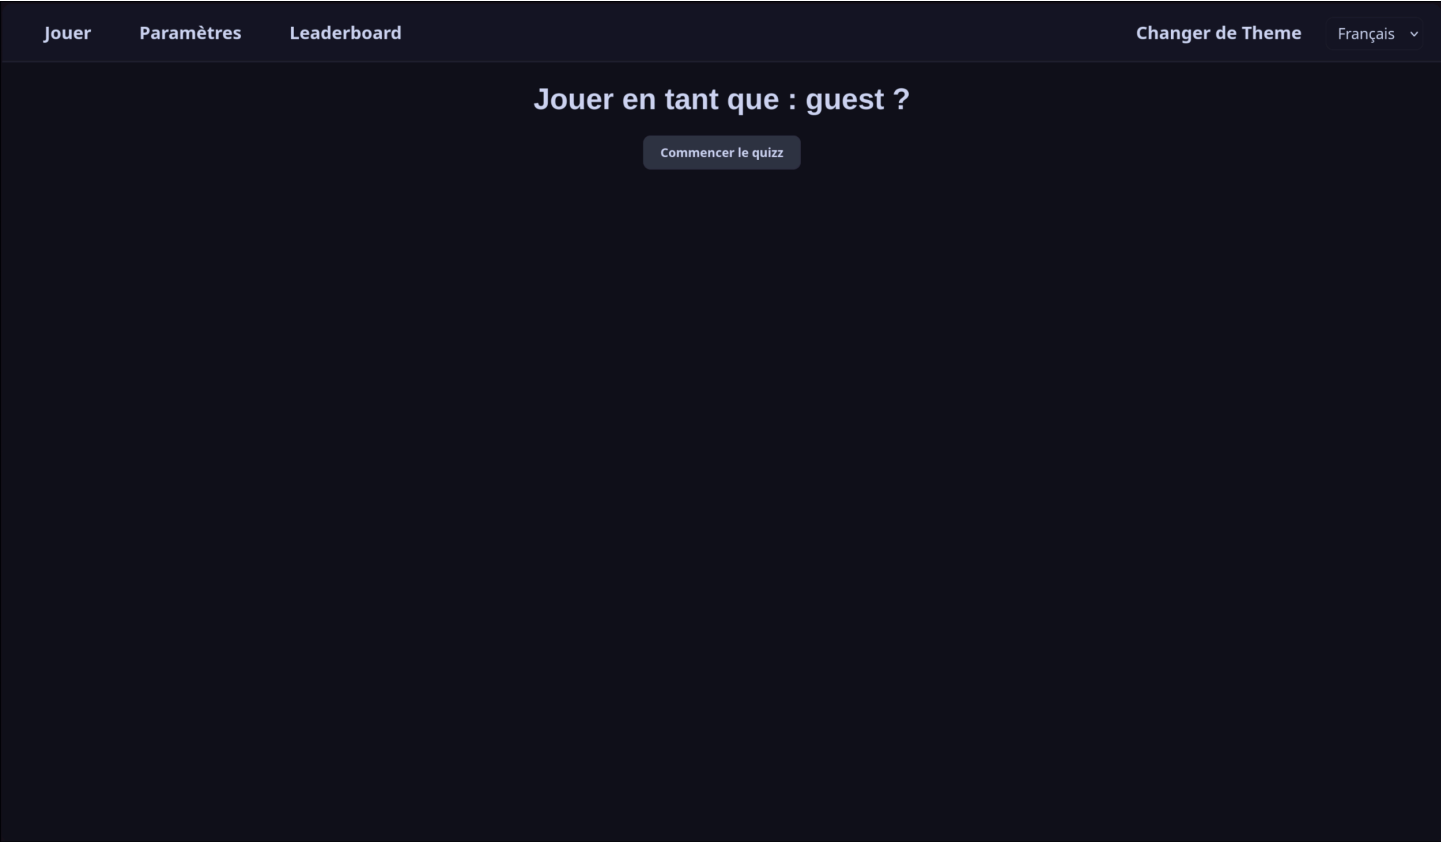 Jouer Paramètres Leaderboard Changer de Theme Français
Jouer en tant que : guest ?
Commencer le quizz